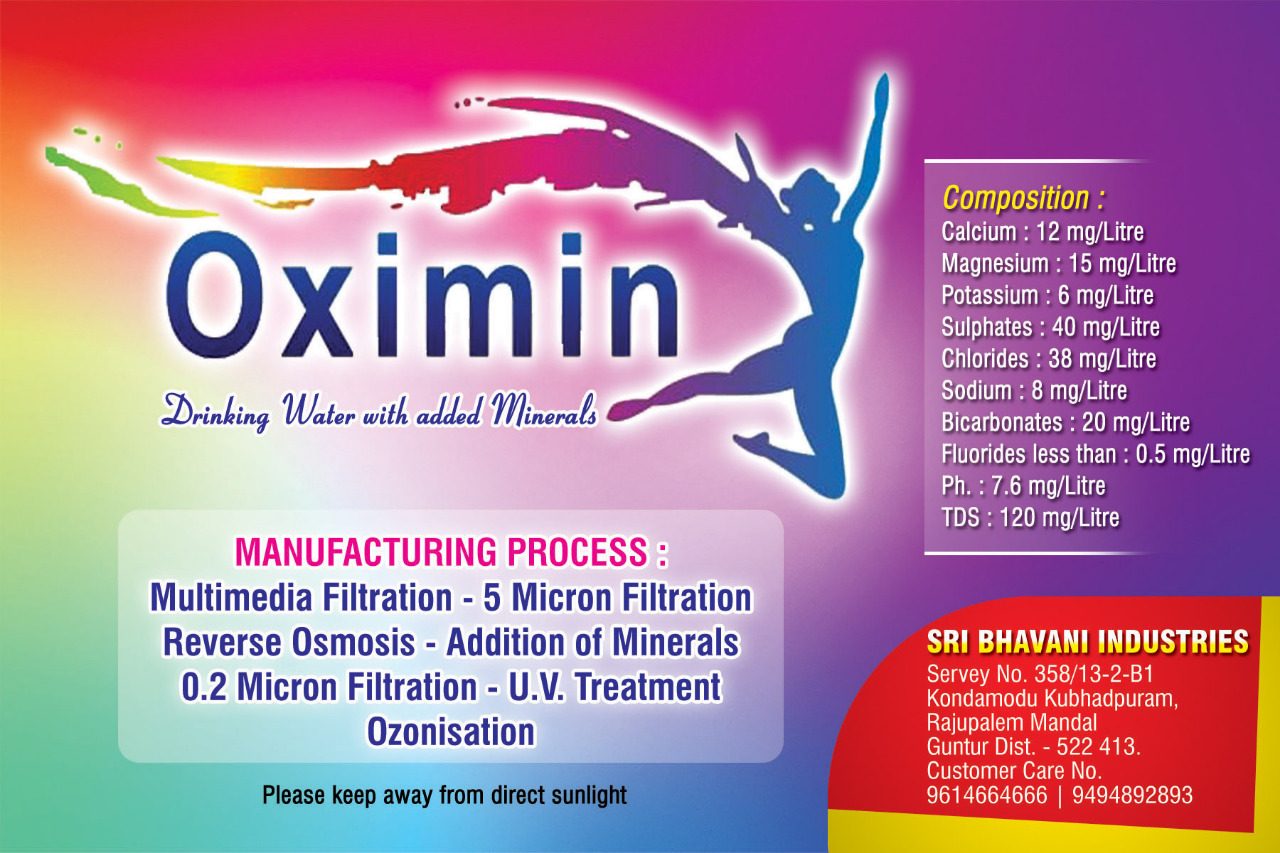 Oximin
Drinking Water with added Minerals
MANUFACTURING PROCESS :
Multimedia Filtration - 5 Micron Filtration
Reverse Osmosis - Addition of Minerals
0.2 Micron Filtration - U.V. Treatment
Ozonisation
Please keep away from direct sunlight
Composition :
Calcium : 12 mg/Litre
Magnesium : 15 mg/Litre
Potassium : 6 mg/Litre
Sulphates : 40 mg/Litre
Chlorides : 38 mg/Litre
Sodium : 8 mg/Litre
Bicarbonates : 20 mg/Litre
Fluorides less than : 0.5 mg/Litre
Ph. : 7.6 mg/Litre
TDS : 120 mg/Litre
SRI BHAVANI INDUSTRIES
Servey No. 358/13-2-B1
Kondamodu Kubhadpuram,
Rajupalem Mandal
Guntur Dist. - 522 413.
Customer Care No.
9614664666 | 9494892893